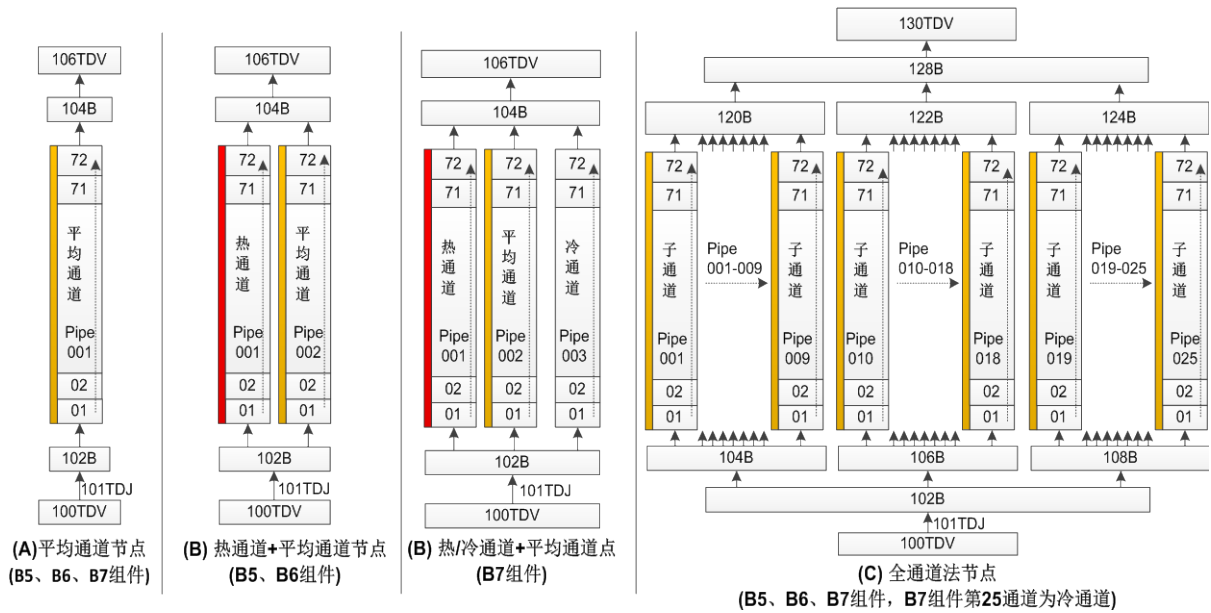 106TDV
104B
72
71
平均通道
Pipe
001
02
01
102B
101TDJ
100TDV
(A)平均通道节点
(B5、B6、B7组件)
106TDV
104B
72
71
热通道
Pipe
001
02
01
72
71
平均通道
Pipe
002
02
01
102B
101TDJ
100TDV
(B) 热通道+平均通道节点
(B5、B6组件)
106TDV
104B
72
71
热通道
Pipe
001
02
01
72
71
平均通道
Pipe
002
02
01
72
71
冷通道
Pipe
003
02
01
102B
101TDJ
100TDV
(B) 热/冷通道+平均通道点
(B7组件)
130TDV
128B
120B
122B
124B
72
71
子通道
Pipe
001
02
01
Pipe
001-009
72
71
子通道
Pipe
009
02
01
72
71
子通道
Pipe
010
02
01
Pipe
010-018
72
71
子通道
Pipe
018
02
01
72
71
子通道
Pipe
019
02
01
Pipe
019-025
72
71
子通道
Pipe
025
02
01
104B
106B
108B
102B
101TDJ
100TDV
(C) 全通道法节点
(B5、B6、B7组件，B7组件第25通道为冷通道)